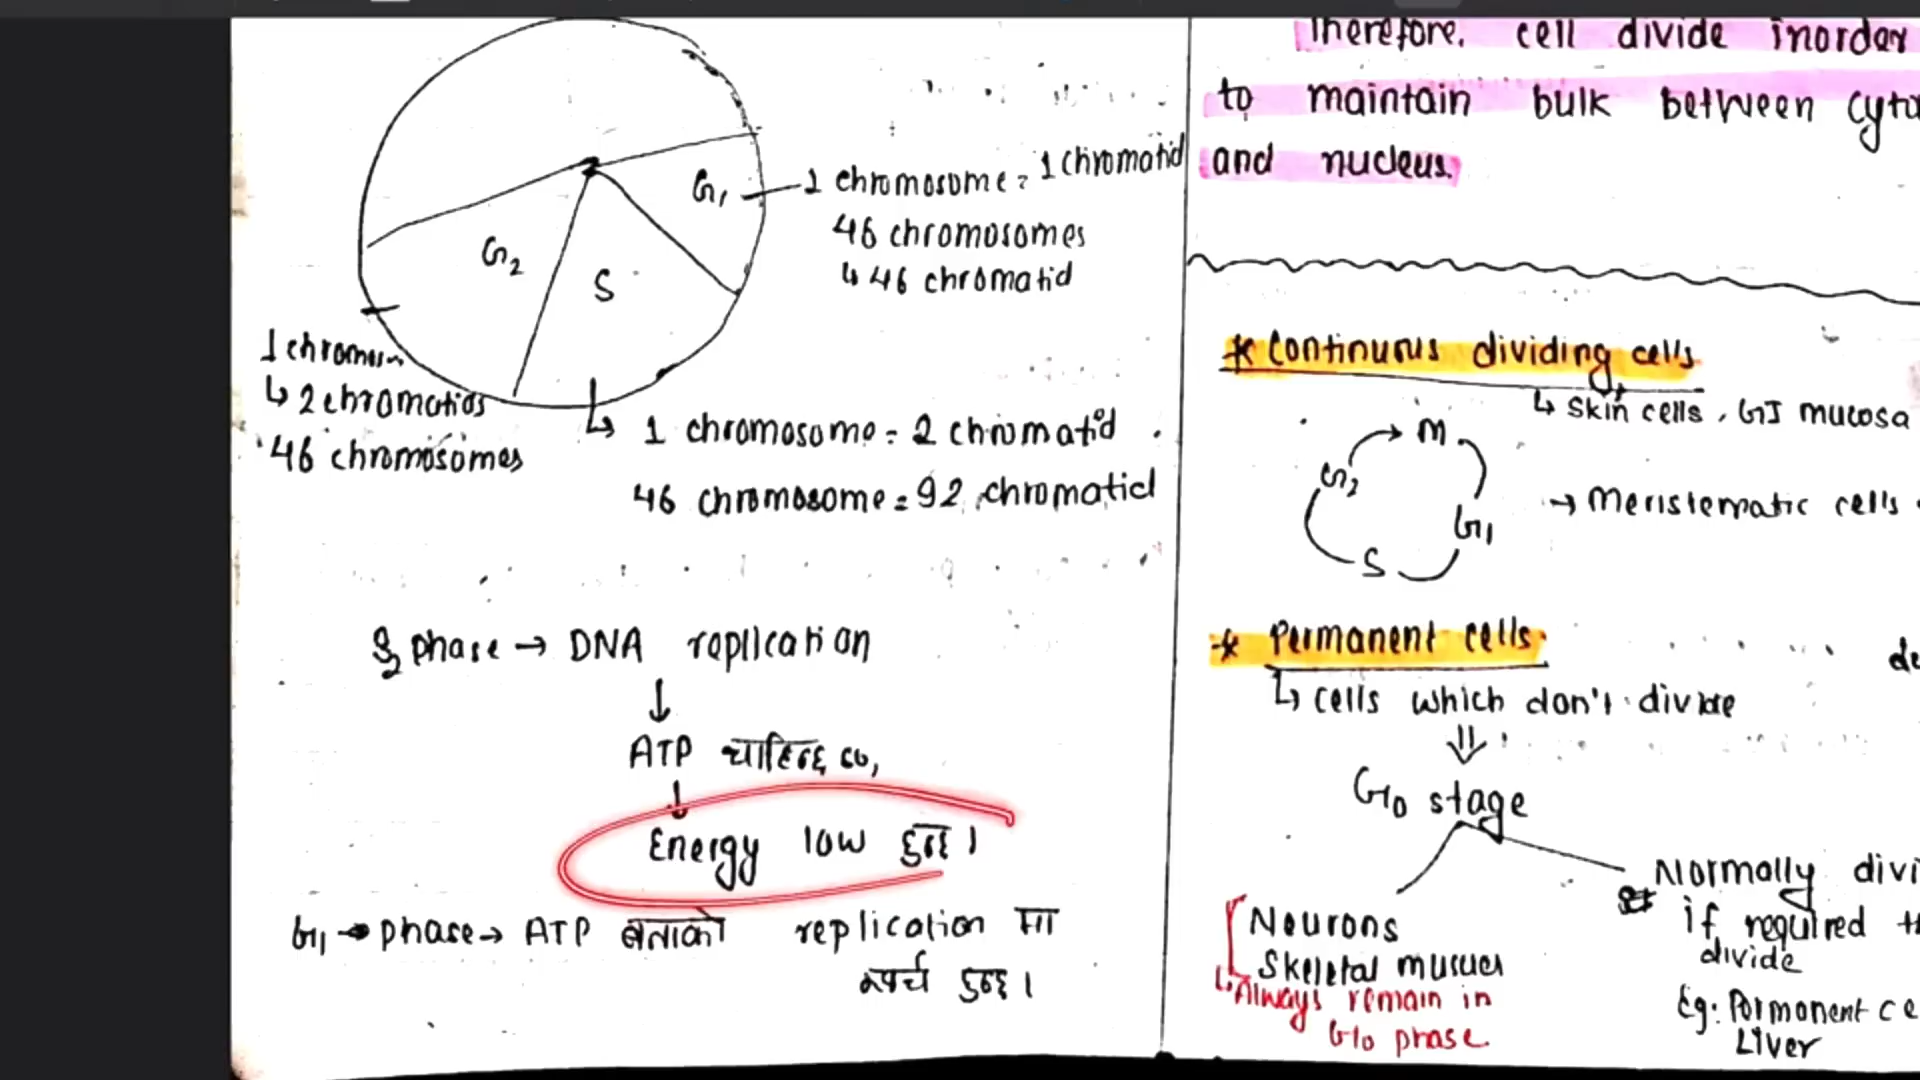 G1
1 chromosome = 1 chromatid
46 chromosomes
↳ 46 chromatid
G2
S
↳ 2 chromatids
46 chromosomes
↳ 1 chromosome = 2 chromatid
46 chromosome = 92 chromatid
phase → DNA replication
↓
ATP चाहिन्छ
↓
Energy low हुन्छ।
G1 → phase → ATP बनाको replication मा
खर्च हुन्छ।
Therefore, cell divide inorder
to maintain bulk between
and nucleus.
* Continuous dividing cells
↳ skin cells, GI mucosa
M
G2
G1
S
→ Meristematic cells
* Permanent cells
↳ cells which don't divide
⇓
G0 stage
Neurons
Skeletal muscles
↳ Always remain in
G0 phase
Normally
if required
divide
Eg: Permanent
Liver